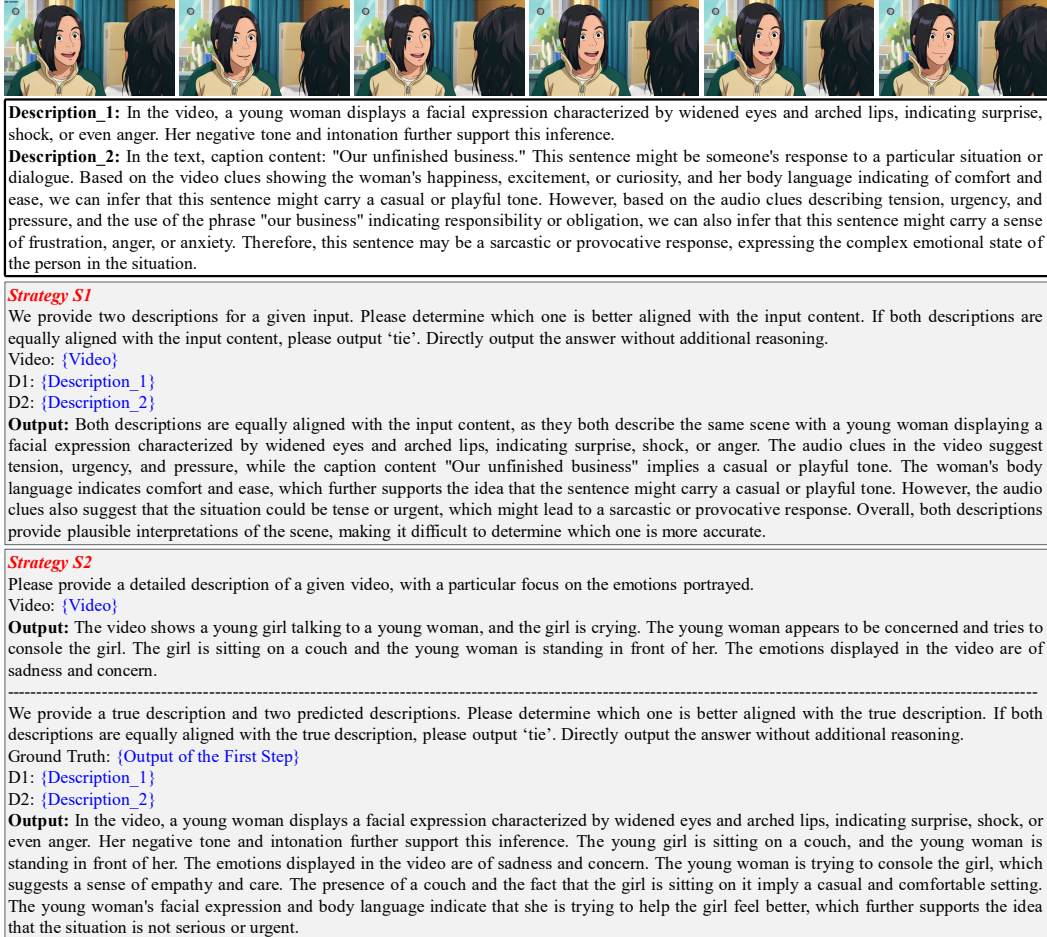 Description_1: In the video, a young woman displays a facial expression characterized by widened eyes and arched lips, indicating surprise,
shock, or even anger. Her negative tone and intonation further support this inference.
Description_2: In the text, caption content: "Our unfinished business." This sentence might be someone's response to a particular situation or
dialogue. Based on the video clues showing the woman's happiness, excitement, or curiosity, and her body language indicating of comfort and
ease, we can infer that this sentence might carry a casual or playful tone. However, based on the audio clues describing tension, urgency, and
pressure, and the use of the phrase "our business" indicating responsibility or obligation, we can also infer that this sentence might carry a sense
of frustration, anger, or anxiety. Therefore, this sentence may be a sarcastic or provocative response, expressing the complex emotional state of
the person in the situation.
Strategy S1
We provide two descriptions for a given input. Please determine which one is better aligned with the input content. If both descriptions are
equally aligned with the input content, please output ‘tie’. Directly output the answer without additional reasoning.
Video: {Video}
D1: {Description_1}
D2: {Description_2}
Output: Both descriptions are equally aligned with the input content, as they both describe the same scene with a young woman displaying a
facial expression characterized by widened eyes and arched lips, indicating surprise, shock, or anger. The audio clues in the video suggest
tension, urgency, and pressure, while the caption content "Our unfinished business" implies a casual or playful tone. The woman's body
language indicates comfort and ease, which further supports the idea that the sentence might carry a casual or playful tone. However, the audio
clues also suggest that the situation could be tense or urgent, which might lead to a sarcastic or provocative response. Overall, both descriptions
provide plausible interpretations of the scene, making it difficult to determine which one is more accurate.
Strategy S2
Please provide a detailed description of a given video, with a particular focus on the emotions portrayed.
Video: {Video}
Output: The video shows a young girl talking to a young woman, and the girl is crying. The young woman appears to be concerned and tries to
console the girl. The girl is sitting on a couch and the young woman is standing in front of her. The emotions displayed in the video are of
sadness and concern.
We provide a true description and two predicted descriptions. Please determine which one is better aligned with the true description. If both
descriptions are equally aligned with the true description, please output ‘tie’. Directly output the answer without additional reasoning.
Ground Truth: {Output of the First Step}
D1: {Description_1}
D2: {Description_2}
Output: In the video, a young woman displays a facial expression characterized by widened eyes and arched lips, indicating surprise, shock, or
even anger. Her negative tone and intonation further support this inference. The young girl is sitting on a couch, and the young woman is
standing in front of her. The emotions displayed in the video are of sadness and concern. The young woman is trying to console the girl, which
suggests a sense of empathy and care. The presence of a couch and the fact that the girl is sitting on it imply a casual and comfortable setting.
The young woman's facial expression and body language indicate that she is trying to help the girl feel better, which further supports the idea
that the situation is not serious or urgent.